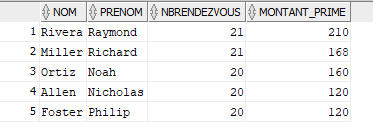 NOM PRENOM NBRENDEZVOUS MONTANT_PRIME
1 Rivera Raymond 21 210
2 Miller Richard 21 168
3 Ortiz Noah 20 160
4 Allen Nicholas 20 120
5 Foster Philip 20 120